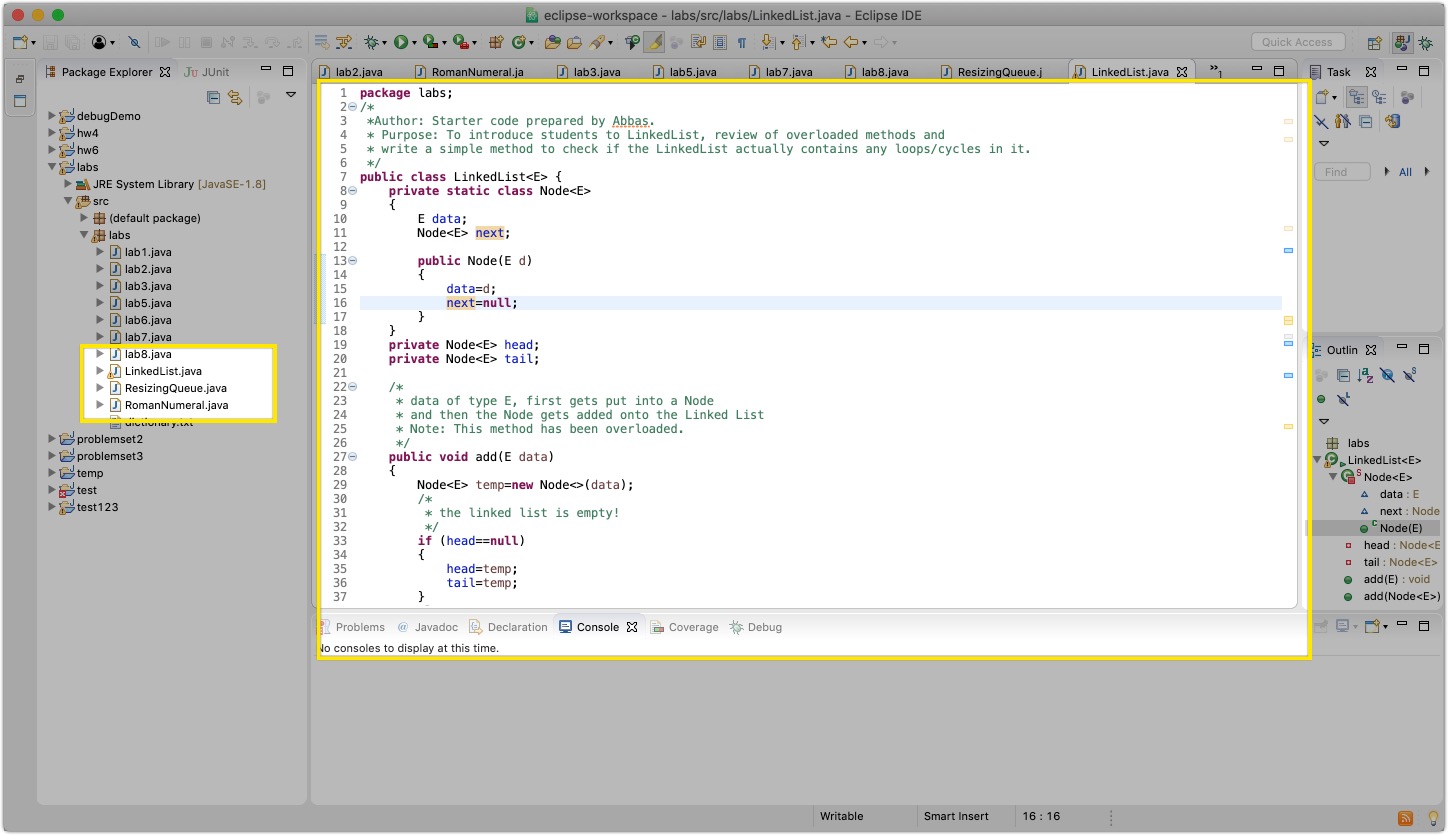 eclipse-workspace - labs/src/labs/LinkedList.java - Eclipse IDE
Quick Access
Package Explorer
JUnit
debugDemo
hw4
hw6
labs
JRE System Library [JavaSE-1.8]
src
(default package)
labs
lab1.java
lab2.java
lab3.java
lab5.java
lab6.java
lab7.java
lab8.java
LinkedList.java
ResizingQueue.java
RomanNumeral.java
dictionary.txt
problemset2
problemset3
temp
test
test123
lab2.java
RomanNumeral.ja
lab3.java
lab5.java
lab7.java
lab8.java
ResizingQueue.j
LinkedList.java
»1
1 package labs;
2 /*
3 *Author: Starter code prepared by Abbas.
4 * Purpose: To introduce students to LinkedList, review of overloaded methods and
5 * write a simple method to check if the LinkedList actually contains any loops/cycles in it.
6 */
7 public class LinkedList<E> {
8 private static class Node<E>
9 {
10 E data;
11 Node<E> next;
12
13 public Node(E d)
14 {
15 data=d;
16 next=null;
17 }
18 }
19 private Node<E> head;
20 private Node<E> tail;
21
22 /*
23 * data of type E, first gets put into a Node
24 * and then the Node gets added onto the Linked List
25 * Note: This method has been overloaded.
26 */
27 public void add(E data)
28 {
29 Node<E> temp=new Node<>(data);
30 /*
31 * the linked list is empty!
32 */
33 if (head==null)
34 {
35 head=temp;
36 tail=temp;
37 }
Problems
@ Javadoc
Declaration
Console
Coverage
Debug
No consoles to display at this time.
Task
Find
All
Outlin
labs
LinkedList<E>
Node<E>
data : E
next : Node
Node(E)
head : Node<E
tail : Node<E>
add(E) : void
add(Node<E>)
Writable
Smart Insert
16 : 16